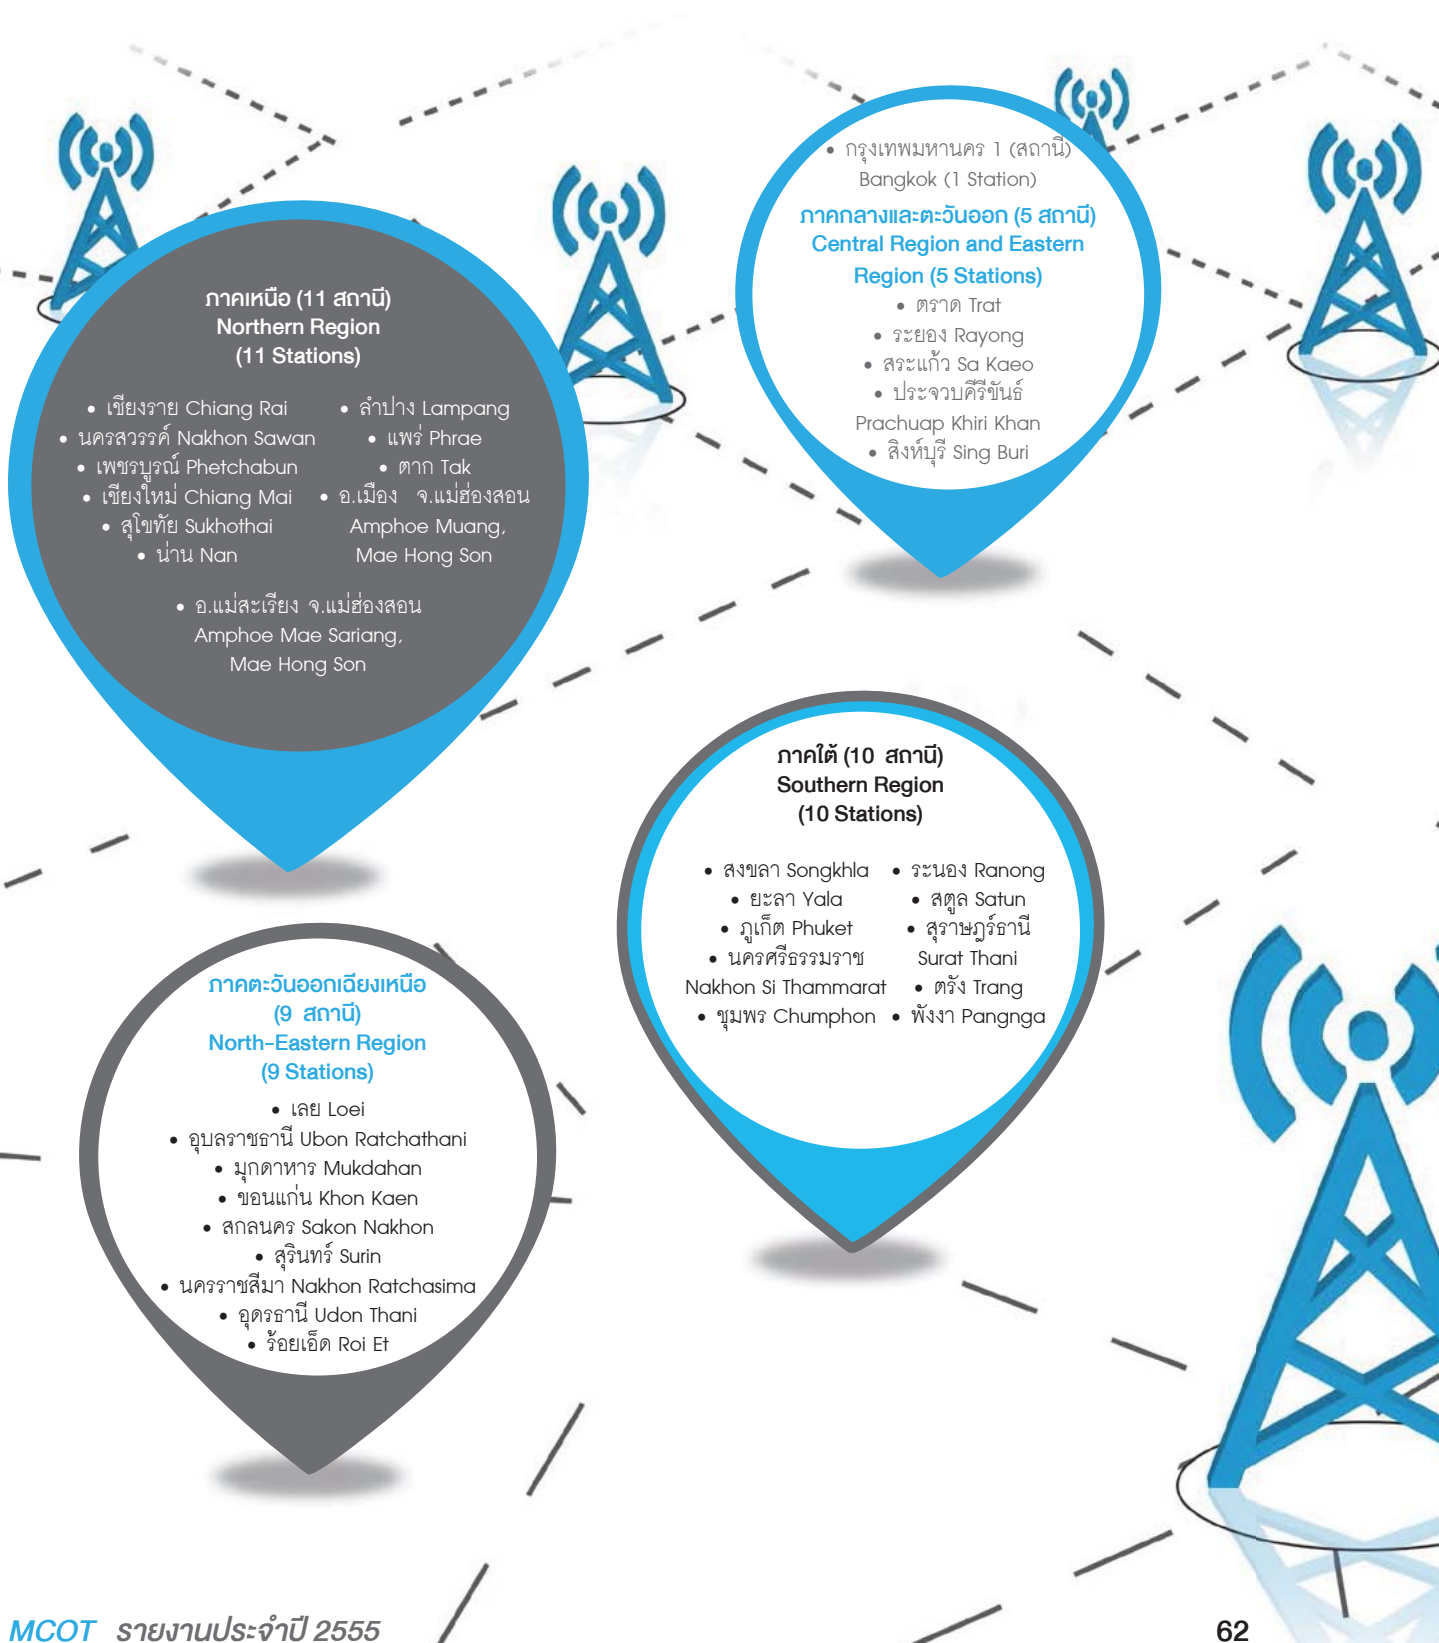 • กรุงเทพมหานคร 1 (สถานี)
Bangkok (1 Station)
ภาคกลางและตะวันออก (5 สถานี)
Central Region and Eastern
Region (5 Stations)
• ตราด Trat
• ระยอง Rayong
• สระแก้ว Sa Kaeo
• ประจวบคีรีขันธ์
Prachuap Khiri Khan
• สิงห์บุรี Sing Buri
ภาคเหนือ (11 สถานี)
Northern Region
(11 Stations)
• เชียงราย Chiang Rai
• นครสวรรค์ Nakhon Sawan
• เพชรบูรณ์ Phetchabun
• เชียงใหม่ Chiang Mai
• สุโขทัย Sukhothai
• น่าน Nan
• ลำปาง Lampang
• แพร่ Phrae
• ตาก Tak
• อ.เมือง จ.แม่ฮ่องสอน
Amphoe Muang,
Mae Hong Son
• อ.แม่สะเรียง จ.แม่ฮ่องสอน
Amphoe Mae Sariang,
Mae Hong Son
ภาคใต้ (10 สถานี)
Southern Region
(10 Stations)
• สงขลา Songkhla
• ยะลา Yala
• ภูเก็ต Phuket
• นครศรีธรรมราช
Nakhon Si Thammarat
• ชุมพร Chumphon
• ระนอง Ranong
• สตูล Satun
• สุราษฎร์ธานี
Surat Thani
• ตรัง Trang
• พังงา Pangnga
ภาคตะวันออกเฉียงเหนือ
(9 สถานี)
North-Eastern Region
(9 Stations)
• เลย Loei
• อุบลราชธานี Ubon Ratchathani
• มุกดาหาร Mukdahan
• ขอนแก่น Khon Kaen
• สกลนคร Sakon Nakhon
• สุรินทร์ Surin
• นครราชสีมา Nakhon Ratchasima
• อุดรธานี Udon Thani
• ร้อยเอ็ด Roi Et
MCOT รายงานประจำปี 2555
62